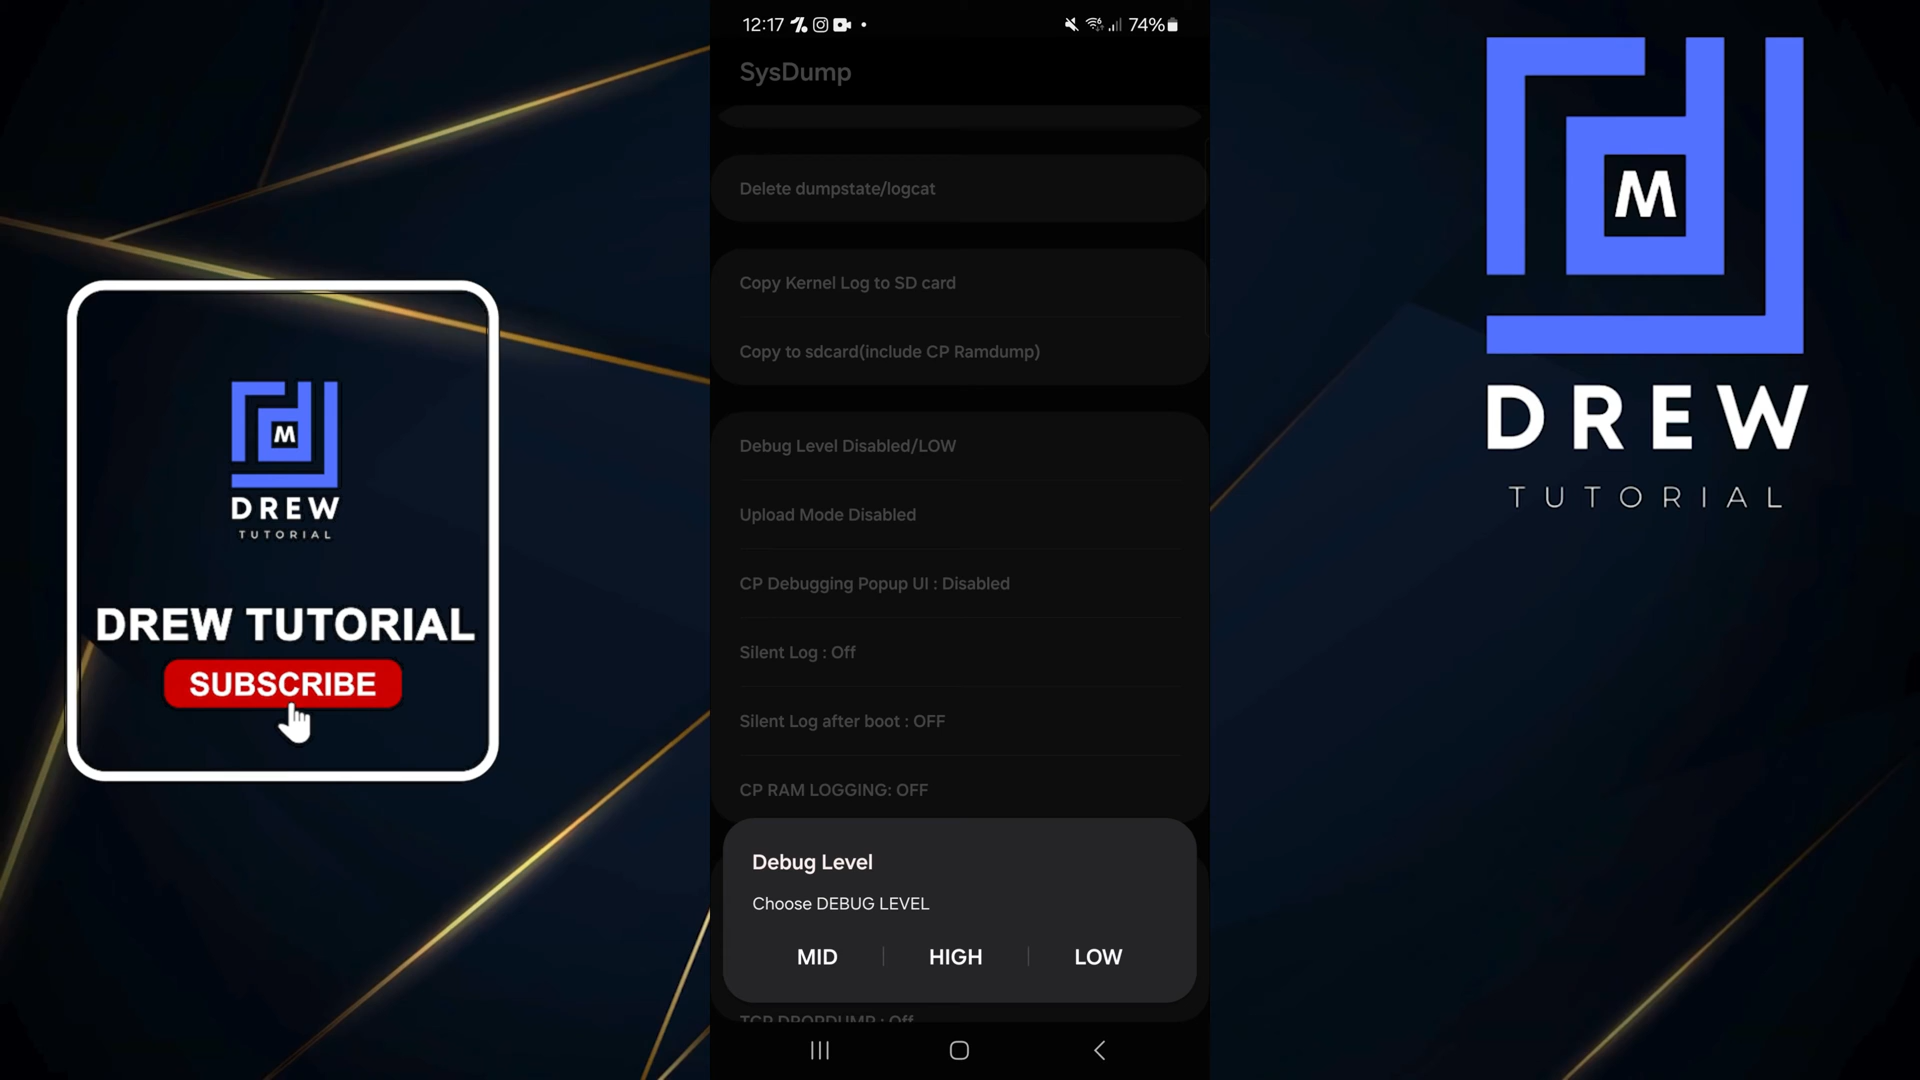 12:17
74%
SysDump
Delete dumpstate/logcat
Copy Kernel Log to SD card
Copy to sdcard(include CP Ramdump)
Debug Level Disabled/LOW
Upload Mode Disabled
CP Debugging Popup UI : Disabled
Silent Log : Off
Silent Log after boot : OFF
CP RAM LOGGING: OFF
Debug Level
Choose DEBUG LEVEL
MID HIGH LOW
TCP DROPDUMP : Off
M
DREW
TUTORIAL
DREW TUTORIAL
SUBSCRIBE
M
DREW
TUTORIAL